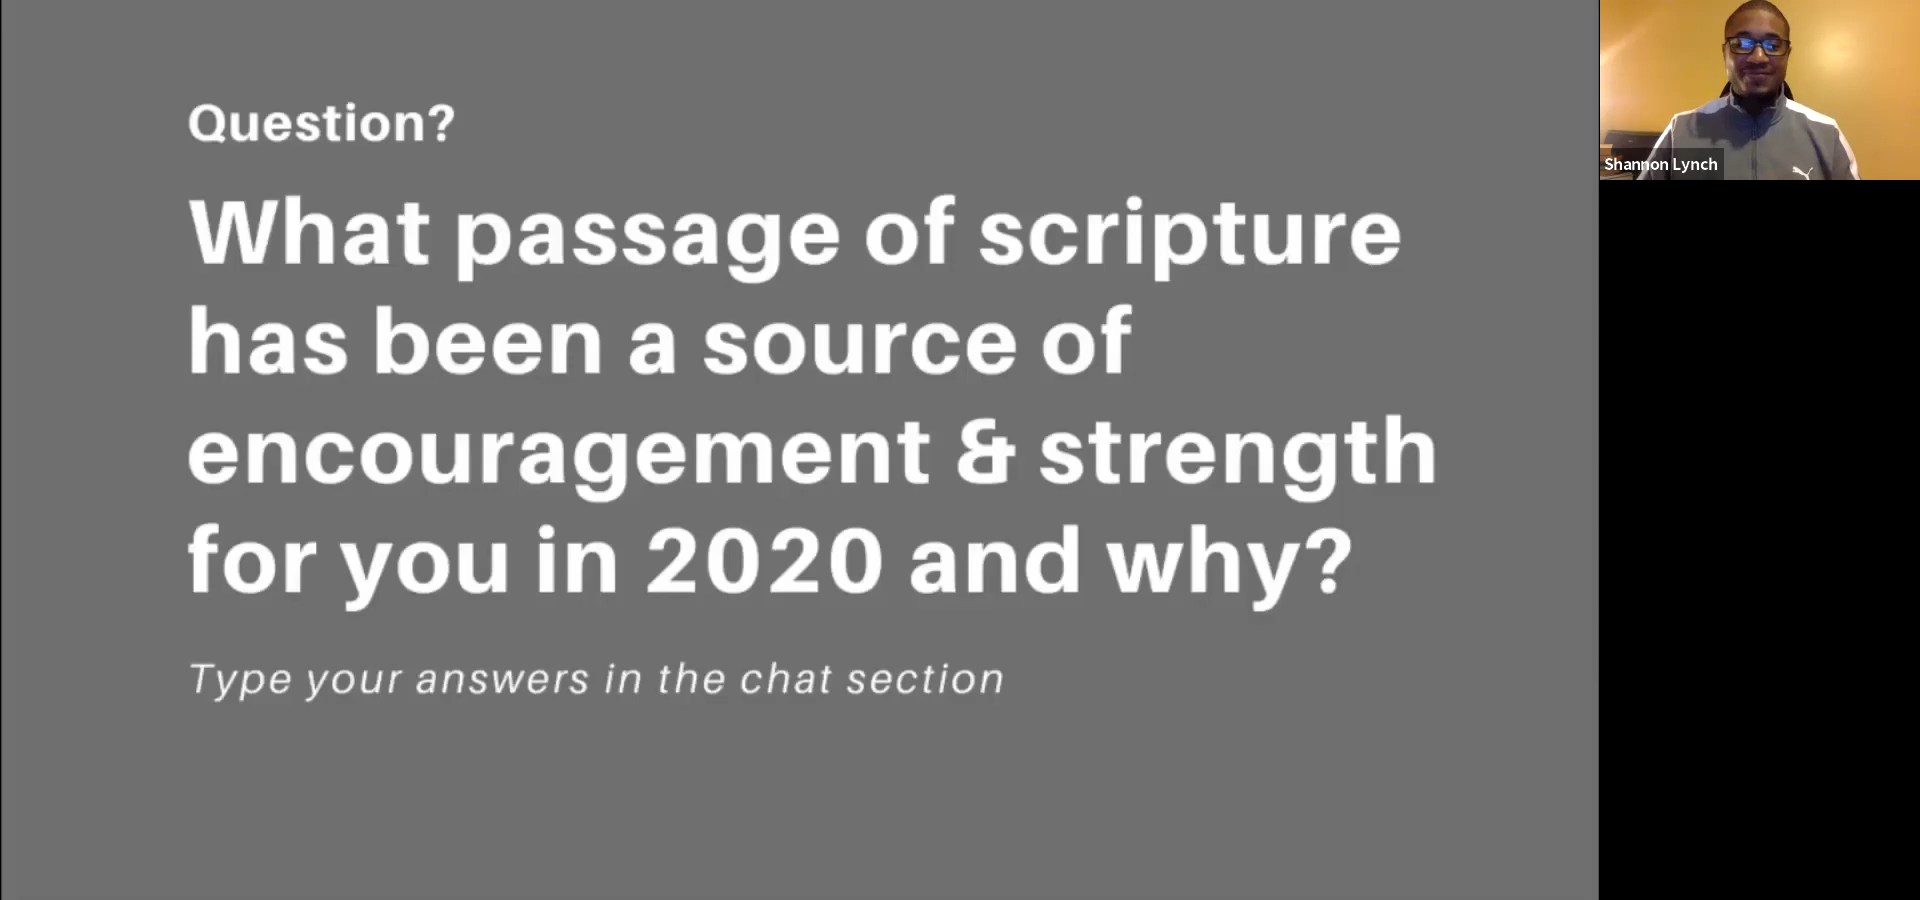 Question?
What passage of scripture
has been a source of
encouragement & strength
for you in 2020 and why?
Type your answers in the chat section
Shannon Lynch